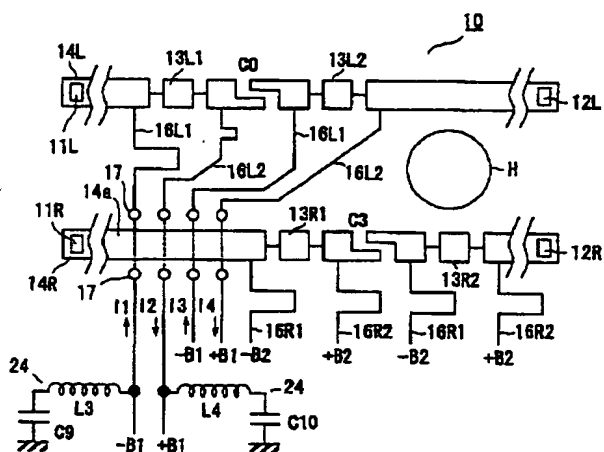 10
14L 13L1 C0 13L2
11L 16L1 16L2 16L1 16L2 12L
17 14a H
11R 13R1 C3
14R 17 13R2 12R
I1 I2 I3 I4
16R1 16R2 16R1 16R2
-B1 +B1 -B2 +B2 -B2 +B2
24 24
L3 L4
C9 C10
-B1 +B1